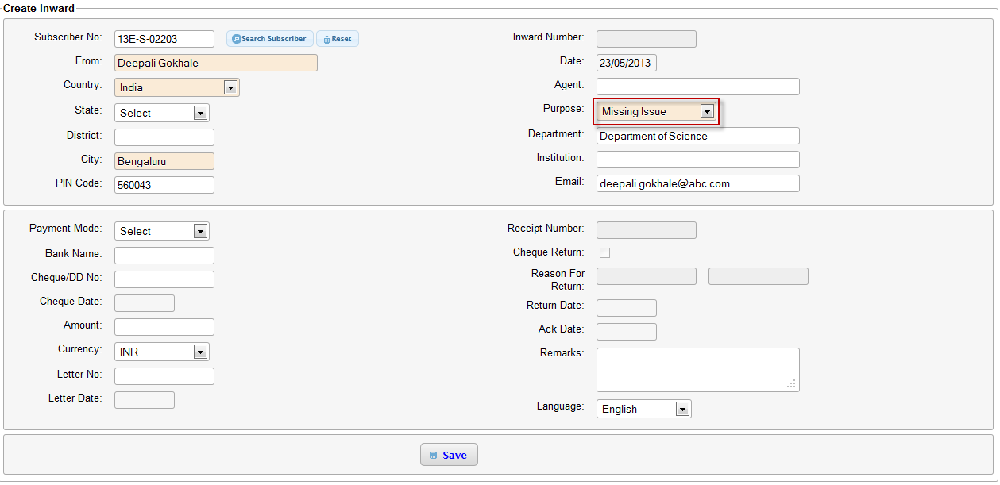 Create Inward
Subscriber No: 13E-S-02203 Search Subscriber Reset
From: Deepali Gokhale
Country: India
State: Select
District:
City: Bengaluru
PIN Code: 560043
Inward Number:
Date: 23/05/2013
Agent:
Purpose: Missing Issue
Department: Department of Science
Institution:
Email: deepali.gokhale@abc.com
Payment Mode: Select
Bank Name:
Cheque/DD No:
Cheque Date:
Amount:
Currency: INR
Letter No:
Letter Date:
Receipt Number:
Cheque Return:
Reason For
Return:
Return Date:
Ack Date:
Remarks:
Language: English
Save